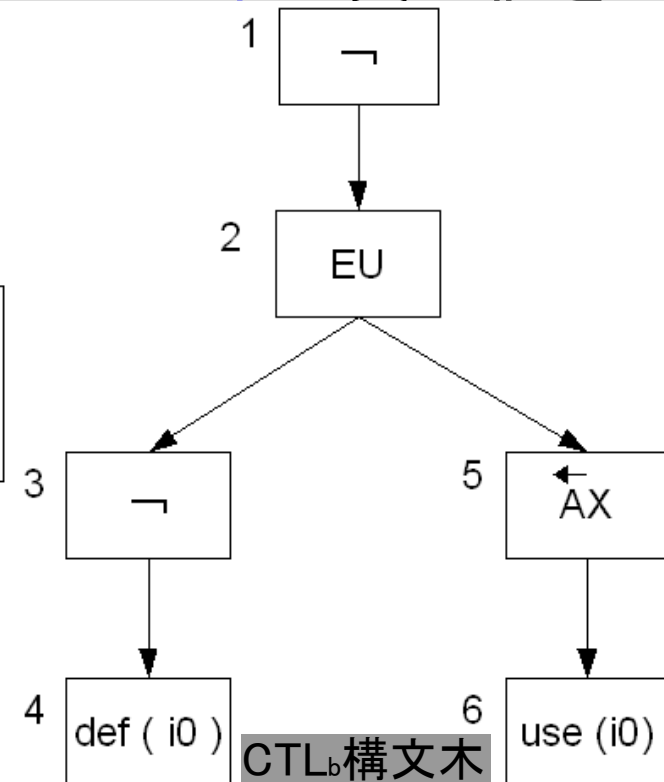 1
¬
2
EU
3
¬
5
←
AX
4
def ( i0 )
6
use (i0)
CTLb構文木